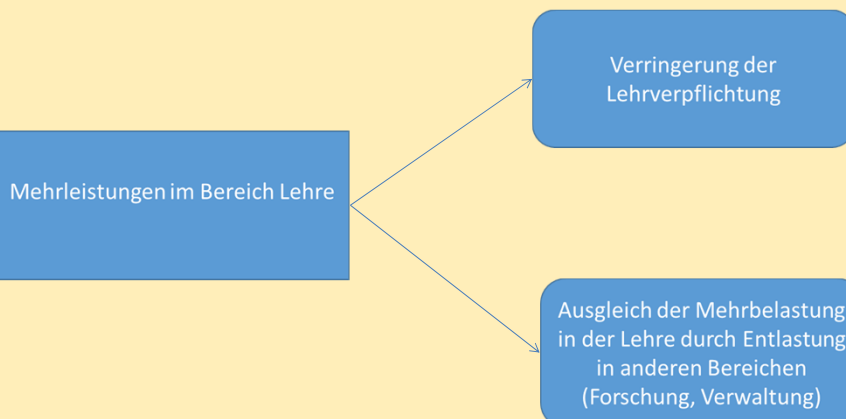 Verringerung der
Lehrverpflichtung
Mehrleistungen im Bereich Lehre
Ausgleich der Mehrbelastung
in der Lehre durch Entlastung
in anderen Bereichen
(Forschung, Verwaltung)